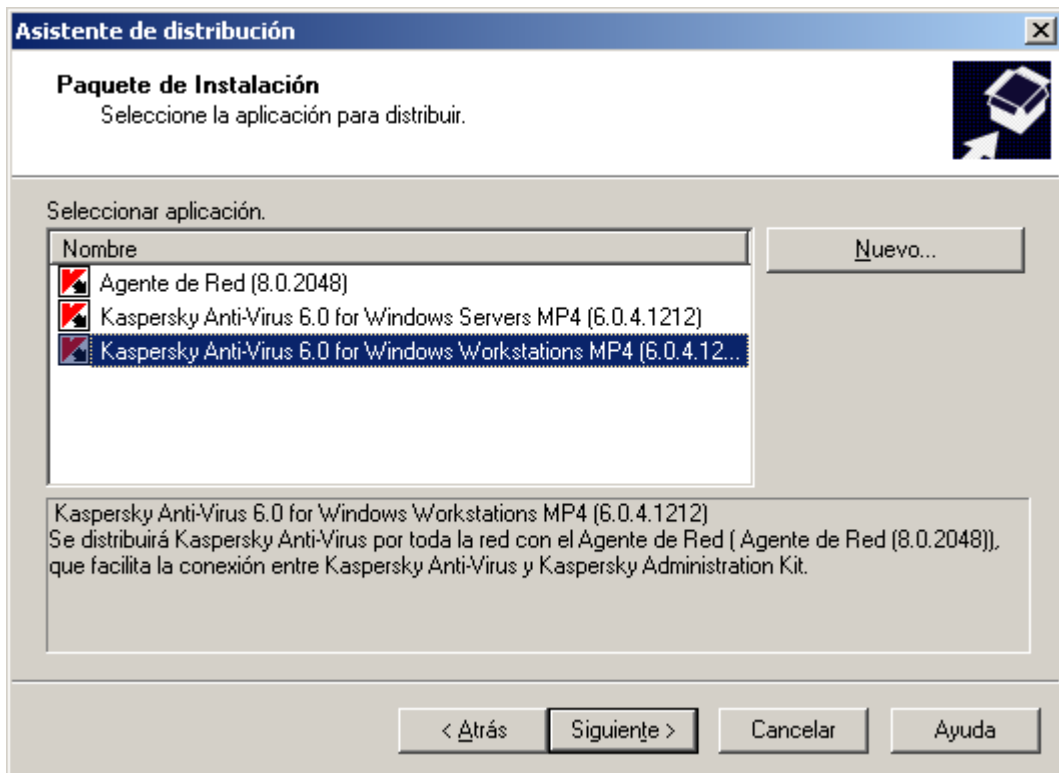 Asistente de distribución
Paquete de Instalación
Seleccione la aplicación para distribuir.
Seleccionar aplicación.
Nombre
Nuevo...
Agente de Red (8.0.2048)
Kaspersky Anti-Virus 6.0 for Windows Servers MP4 (6.0.4.1212)
Kaspersky Anti-Virus 6.0 for Windows Workstations MP4 (6.0.4.12...
Kaspersky Anti-Virus 6.0 for Windows Workstations MP4 (6.0.4.1212)
Se distribuirá Kaspersky Anti-Virus por toda la red con el Agente de Red ( Agente de Red (8.0.2048)),
que facilita la conexión entre Kaspersky Anti-Virus y Kaspersky Administration Kit.
< Atrás
Siguiente >
Cancelar
Ayuda